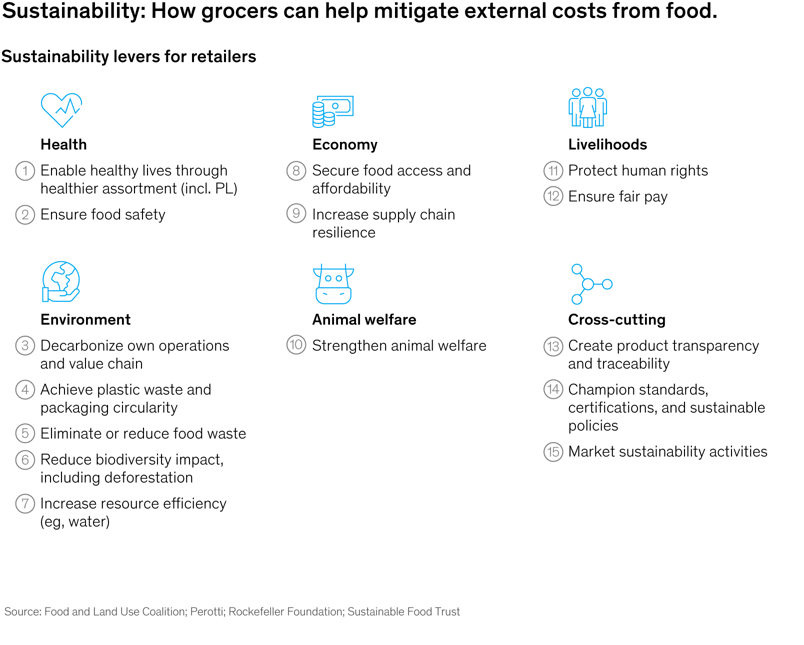 Sustainability: How grocers can help mitigate external costs from food.
Sustainability levers for retailers
Health
1 Enable healthy lives through
healthier assortment (incl. PL)
2 Ensure food safety
Economy
8 Secure food access and
affordability
9 Increase supply chain
resilience
Livelihoods
11 Protect human rights
12 Ensure fair pay
Environment
3 Decarbonize own operations
and value chain
4 Achieve plastic waste and
packaging circularity
5 Eliminate or reduce food waste
6 Reduce biodiversity impact,
including deforestation
7 Increase resource efficiency
(eg, water)
Animal welfare
10 Strengthen animal welfare
Cross-cutting
13 Create product transparency
and traceability
14 Champion standards,
certifications, and sustainable
policies
15 Market sustainability activities
Source: Food and Land Use Coalition; Perotti; Rockefeller Foundation; Sustainable Food Trust